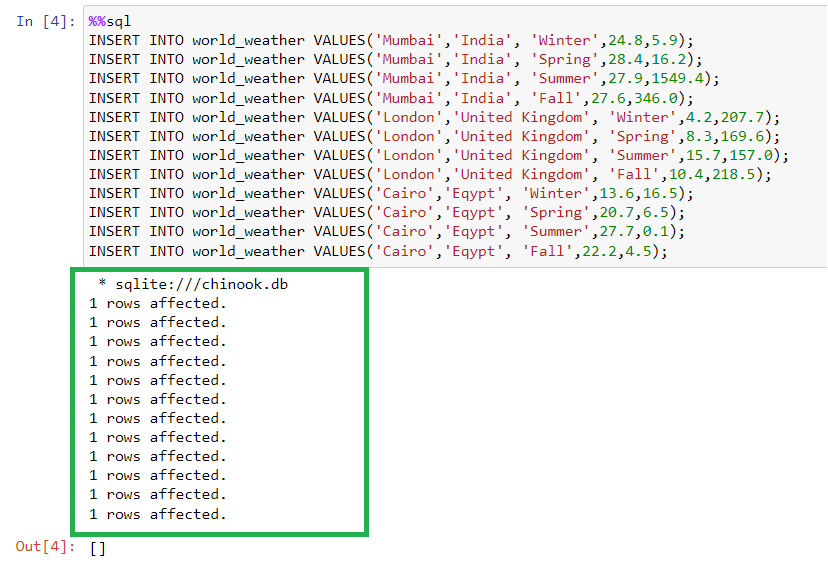 In [4]: %%sql
INSERT INTO world_weather VALUES('Mumbai','India', 'Winter',24.8,5.9);
INSERT INTO world_weather VALUES('Mumbai','India', 'Spring',28.4,16.2);
INSERT INTO world_weather VALUES('Mumbai','India', 'Summer',27.9,1549.4);
INSERT INTO world_weather VALUES('Mumbai','India', 'Fall',27.6,346.0);
INSERT INTO world_weather VALUES('London','United Kingdom', 'Winter',4.2,207.7);
INSERT INTO world_weather VALUES('London','United Kingdom', 'Spring',8.3,169.6);
INSERT INTO world_weather VALUES('London','United Kingdom', 'Summer',15.7,157.0);
INSERT INTO world_weather VALUES('London','United Kingdom', 'Fall',10.4,218.5);
INSERT INTO world_weather VALUES('Cairo','Eqypt', 'Winter',13.6,16.5);
INSERT INTO world_weather VALUES('Cairo','Eqypt', 'Spring',20.7,6.5);
INSERT INTO world_weather VALUES('Cairo','Eqypt', 'Summer',27.7,0.1);
INSERT INTO world_weather VALUES('Cairo','Eqypt', 'Fall',22.2,4.5);
* sqlite:///chinook.db
1 rows affected.
1 rows affected.
1 rows affected.
1 rows affected.
1 rows affected.
1 rows affected.
1 rows affected.
1 rows affected.
1 rows affected.
1 rows affected.
1 rows affected.
1 rows affected.
Out[4]: []